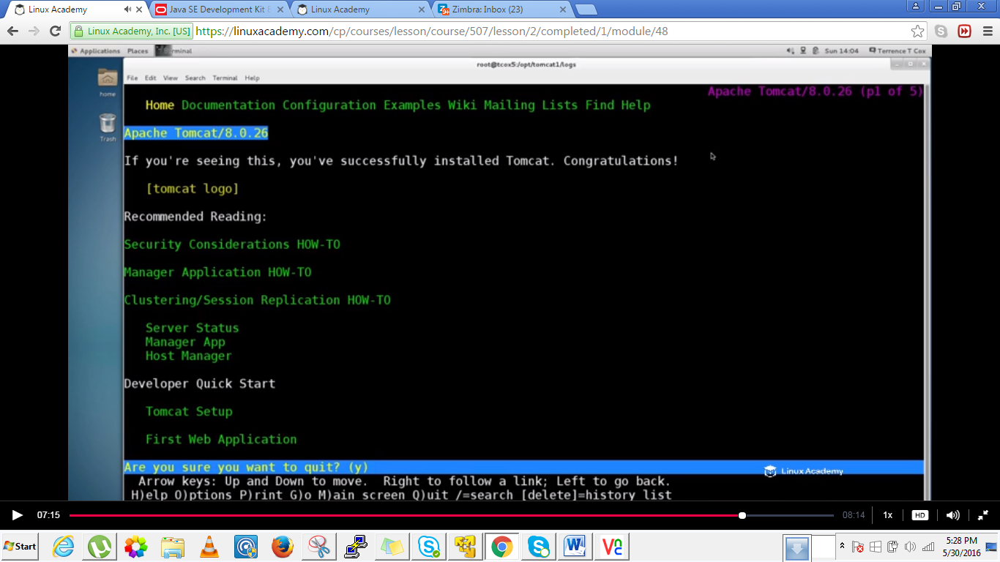 Linux Academy
Java SE Development Kit 8
Linux Academy
Zimbra: Inbox (23)
Linux Academy, Inc. [US]
https://linuxacademy.com/cp/courses/lesson/course/507/lesson/2/completed/1/module/48
Applications Places rminal Sun 14:04 Terrence T Cox
root@tcox5:/opt/tomcat1/logs
File Edit View Search Terminal Help
home
Trash
Apache Tomcat/8.0.26 (p1 of 5)
Home Documentation Configuration Examples Wiki Mailing Lists Find Help
Apache Tomcat/8.0.26
If you're seeing this, you've successfully installed Tomcat. Congratulations!
[tomcat logo]
Recommended Reading:
Security Considerations HOW-TO
Manager Application HOW-TO
Clustering/Session Replication HOW-TO
Server Status
Manager App
Host Manager
Developer Quick Start
Tomcat Setup
First Web Application
Are you sure you want to quit? (y)
Linux Academy
Arrow keys: Up and Down to move. Right to follow a link; Left to go back.
H)elp O)ptions P)rint G)o M)ain screen Q)uit /=search [delete]=history list
07:15 08:14 1x HD
Start
5:28 PM
5/30/2016